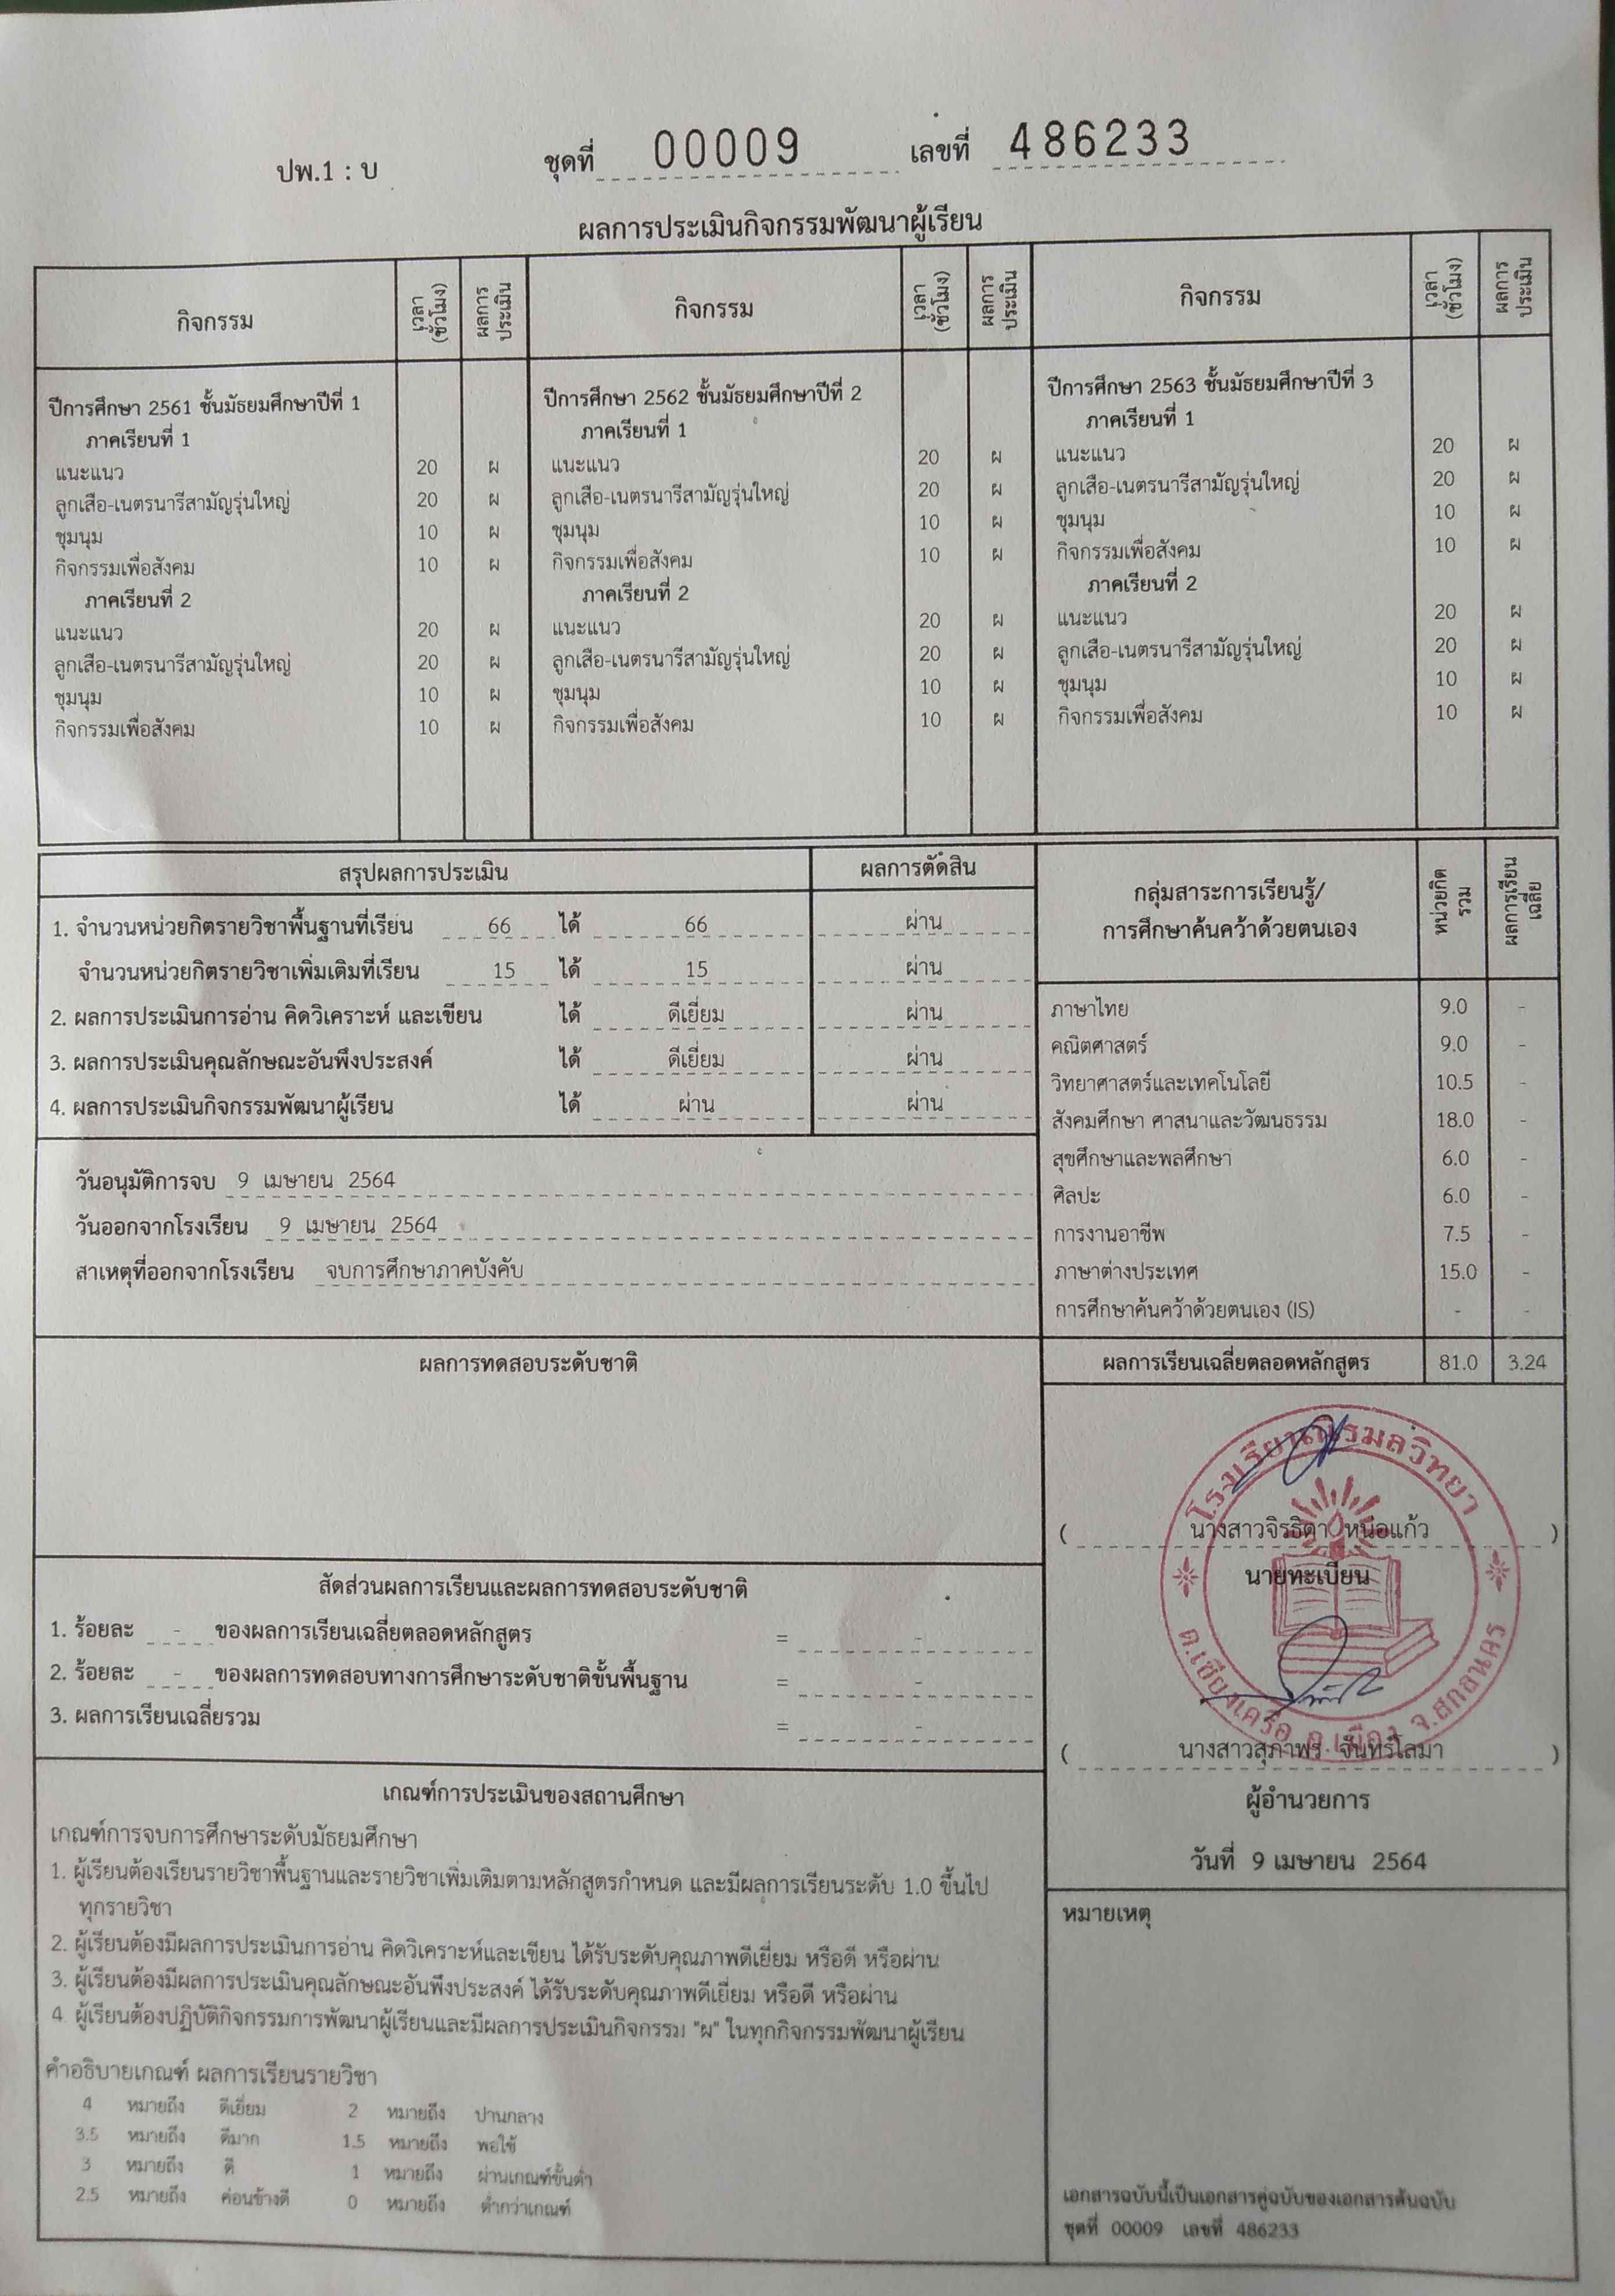 ปพ.1 : บ ชุดที่ 00009 เลขที่ 486233
ผลการประเมินกิจกรรมพัฒนาผู้เรียน
กิจกรรม เวลา (ชั่วโมง) ผลการประเมิน กิจกรรม เวลา (ชั่วโมง) ผลการประเมิน กิจกรรม เวลา (ชั่วโมง) ผลการประเมิน
ปีการศึกษา 2561 ชั้นมัธยมศึกษาปีที่ 1
ภาคเรียนที่ 1
แนะแนว 20 ผ
ลูกเสือ-เนตรนารีสามัญรุ่นใหญ่ 20 ผ
ชุมนุม 10 ผ
กิจกรรมเพื่อสังคม 10 ผ
ภาคเรียนที่ 2
แนะแนว 20 ผ
ลูกเสือ-เนตรนารีสามัญรุ่นใหญ่ 20 ผ
ชุมนุม 10 ผ
กิจกรรมเพื่อสังคม 10 ผ
ปีการศึกษา 2562 ชั้นมัธยมศึกษาปีที่ 2
ภาคเรียนที่ 1
แนะแนว 20 ผ
ลูกเสือ-เนตรนารีสามัญรุ่นใหญ่ 20 ผ
ชุมนุม 10 ผ
กิจกรรมเพื่อสังคม 10 ผ
ภาคเรียนที่ 2
แนะแนว 20 ผ
ลูกเสือ-เนตรนารีสามัญรุ่นใหญ่ 20 ผ
ชุมนุม 10 ผ
กิจกรรมเพื่อสังคม 10 ผ
ปีการศึกษา 2563 ชั้นมัธยมศึกษาปีที่ 3
ภาคเรียนที่ 1
แนะแนว 20 ผ
ลูกเสือ-เนตรนารีสามัญรุ่นใหญ่ 20 ผ
ชุมนุม 10 ผ
กิจกรรมเพื่อสังคม 10 ผ
ภาคเรียนที่ 2
แนะแนว 20 ผ
ลูกเสือ-เนตรนารีสามัญรุ่นใหญ่ 20 ผ
ชุมนุม 10 ผ
กิจกรรมเพื่อสังคม 10 ผ
สรุปผลการประเมิน ผลการตัดสิน
1. จำนวนหน่วยกิตรายวิชาพื้นฐานที่เรียน 66 ได้ 66 ผ่าน
จำนวนหน่วยกิตรายวิชาเพิ่มเติมที่เรียน 15 ได้ 15 ผ่าน
2. ผลการประเมินการอ่าน คิดวิเคราะห์ และเขียน ได้ ดีเยี่ยม ผ่าน
3. ผลการประเมินคุณลักษณะอันพึงประสงค์ ได้ ดีเยี่ยม ผ่าน
4. ผลการประเมินกิจกรรมพัฒนาผู้เรียน ได้ ผ่าน ผ่าน
วันอนุมัติการจบ 9 เมษายน 2564
วันออกจากโรงเรียน 9 เมษายน 2564
สาเหตุที่ออกจากโรงเรียน จบการศึกษาภาคบังคับ
ผลการทดสอบระดับชาติ
สัดส่วนผลการเรียนและผลการทดสอบระดับชาติ
1. ร้อยละ - ของผลการเรียนเฉลี่ยตลอดหลักสูตร = -
2. ร้อยละ - ของผลการทดสอบทางการศึกษาระดับชาติขั้นพื้นฐาน = -
3. ผลการเรียนเฉลี่ยรวม = -
เกณฑ์การประเมินของสถานศึกษา
เกณฑ์การจบการศึกษาระดับมัธยมศึกษา
1. ผู้เรียนต้องเรียนรายวิชาพื้นฐานและรายวิชาเพิ่มเติมตามหลักสูตรกำหนด และมีผลการเรียนระดับ 1.0 ขึ้นไป
ทุกรายวิชา
2. ผู้เรียนต้องมีผลการประเมินการอ่าน คิดวิเคราะห์และเขียน ได้รับระดับคุณภาพดีเยี่ยม หรือดี หรือผ่าน
3. ผู้เรียนต้องมีผลการประเมินคุณลักษณะอันพึงประสงค์ ได้รับระดับคุณภาพดีเยี่ยม หรือดี หรือผ่าน
4. ผู้เรียนต้องปฏิบัติกิจกรรมการพัฒนาผู้เรียนและมีผลการประเมินกิจกรรม "ผ" ในทุกกิจกรรมพัฒนาผู้เรียน
คำอธิบายเกณฑ์ ผลการเรียนรายวิชา
4 หมายถึง ดีเยี่ยม 2 หมายถึง ปานกลาง
3.5 หมายถึง ดีมาก 1.5 หมายถึง พอใช้
3 หมายถึง ดี 1 หมายถึง ผ่านเกณฑ์ขั้นต่ำ
2.5 หมายถึง ค่อนข้างดี 0 หมายถึง ต่ำกว่าเกณฑ์
กลุ่มสาระการเรียนรู้/ การศึกษาค้นคว้าด้วยตนเอง หน่วยกิตรวม ผลการเรียนเฉลี่ย
ภาษาไทย 9.0 -
คณิตศาสตร์ 9.0 -
วิทยาศาสตร์และเทคโนโลยี 10.5 -
สังคมศึกษา ศาสนาและวัฒนธรรม 18.0 -
สุขศึกษาและพลศึกษา 6.0 -
ศิลปะ 6.0 -
การงานอาชีพ 7.5 -
ภาษาต่างประเทศ 15.0 -
การศึกษาค้นคว้าด้วยตนเอง (IS) - -
ผลการเรียนเฉลี่ยตลอดหลักสูตร 81.0 3.24
โรงเรียนภิรมลวิทยา
( นางสาวจิรธิดา หน่อแก้ว )
นายทะเบียน
ต.เชียงเครือ อ.เมือง จ.สกลนคร
( นางสาวสุภาพร จันทร์โลมา )
ผู้อำนวยการ
วันที่ 9 เมษายน 2564
หมายเหตุ
เอกสารฉบับนี้เป็นเอกสารคู่ฉบับของเอกสารต้นฉบับ
ชุดที่ 00009 เลขที่ 486233